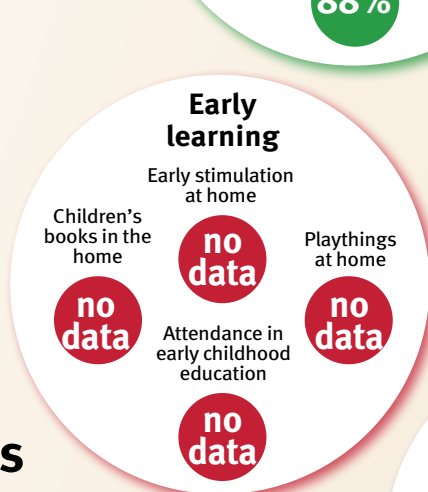 88%
Early
learning
Early stimulation
at home
no
data
Children's
books in the
home
no
data
Playthings
at home
no
data
Attendance in
early childhood
education
no
data
s